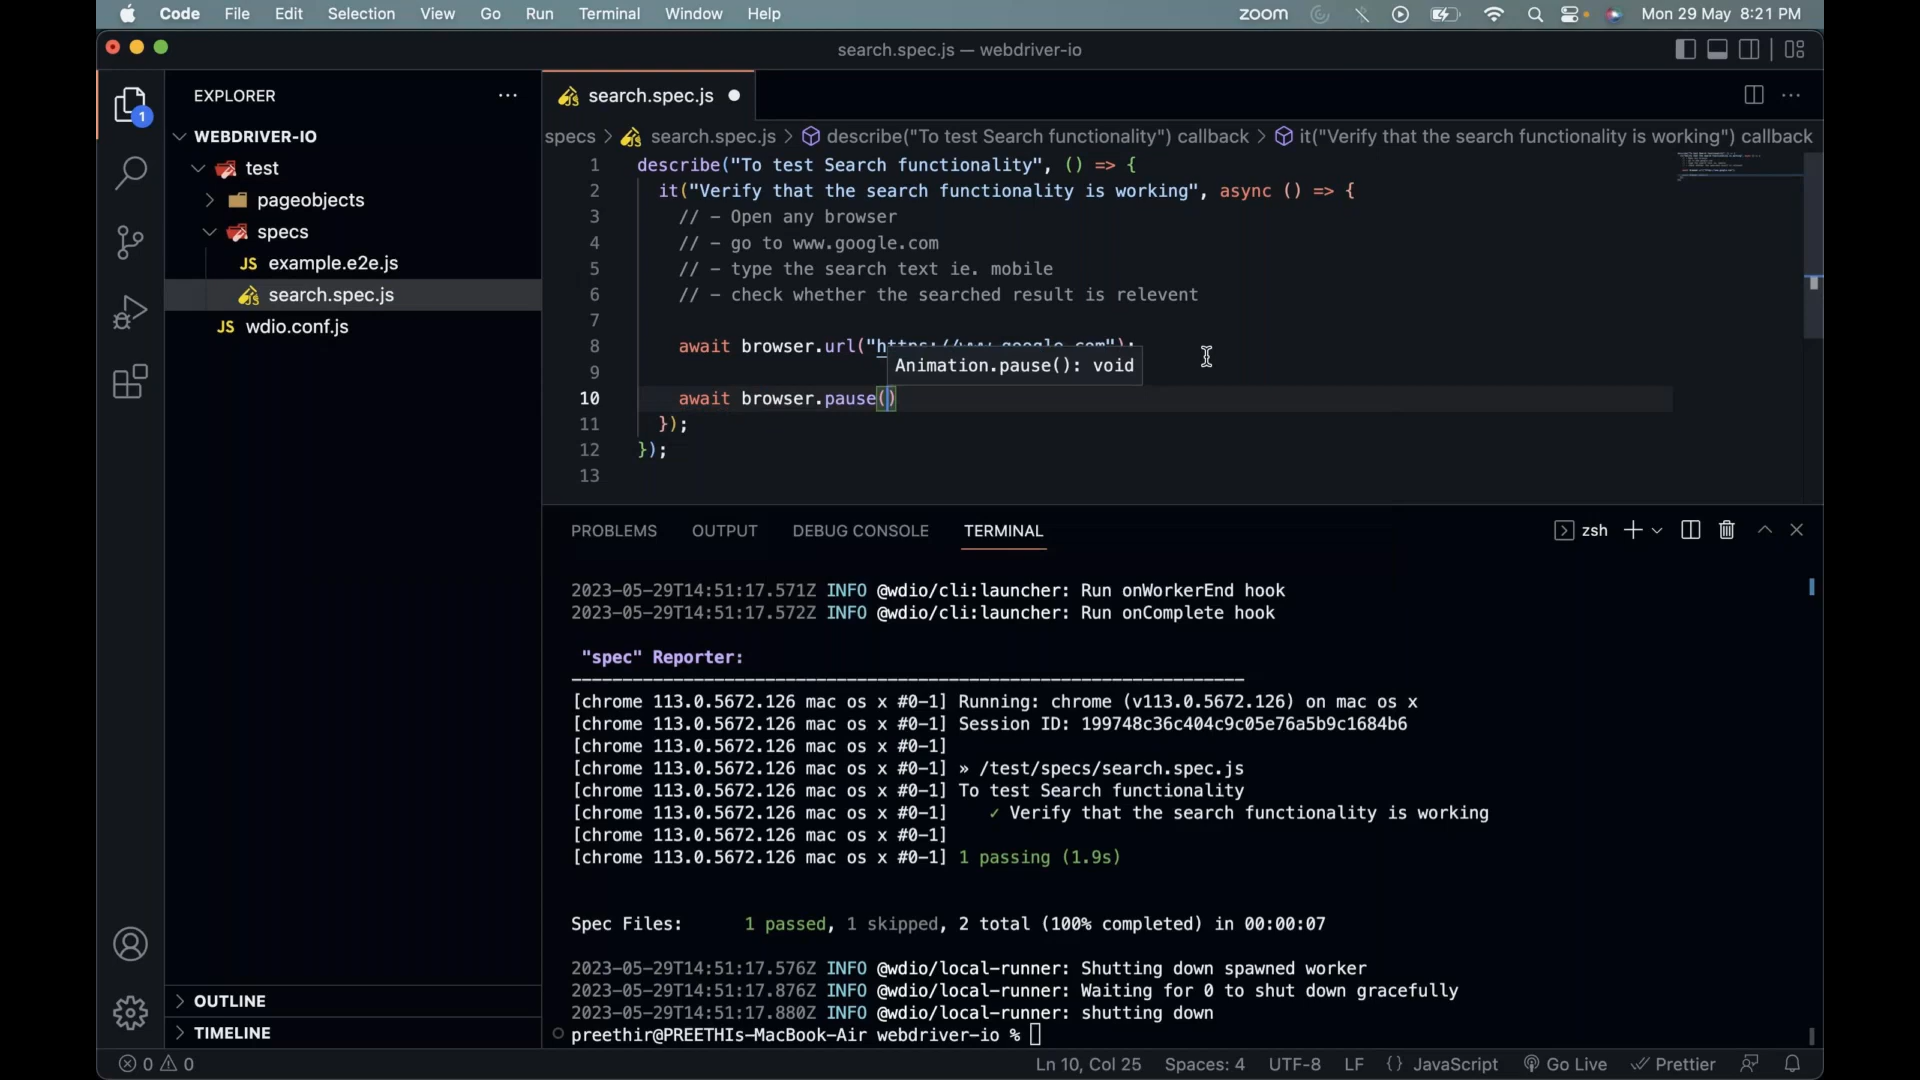 Code File Edit Selection View Go Run Terminal Window Help zoom Mon 29 May 8:21 PM
search.spec.js — webdriver-io
EXPLORER
1
WEBDRIVER-IO
test
pageobjects
specs
JS example.e2e.js
search.spec.js
JS wdio.conf.js
OUTLINE
TIMELINE
search.spec.js
specs > search.spec.js > describe("To test Search functionality") callback > it("Verify that the search functionality is working") callback
1 describe("To test Search functionality", () => {
2 it("Verify that the search functionality is working", async () => {
3 // - Open any browser
4 // - go to www.google.com
5 // - type the search text ie. mobile
6 // - check whether the searched result is relevent
7
8 await browser.url("https://www.google.com");
Animation.pause(): void
9
10 await browser.pause()
11 });
12 });
13
PROBLEMS OUTPUT DEBUG CONSOLE TERMINAL zsh
2023-05-29T14:51:17.571Z INFO @wdio/cli:launcher: Run onWorkerEnd hook
2023-05-29T14:51:17.572Z INFO @wdio/cli:launcher: Run onComplete hook
"spec" Reporter:
[chrome 113.0.5672.126 mac os x #0-1] Running: chrome (v113.0.5672.126) on mac os x
[chrome 113.0.5672.126 mac os x #0-1] Session ID: 199748c36c404c9c05e76a5b9c1684b6
[chrome 113.0.5672.126 mac os x #0-1]
[chrome 113.0.5672.126 mac os x #0-1] » /test/specs/search.spec.js
[chrome 113.0.5672.126 mac os x #0-1] To test Search functionality
[chrome 113.0.5672.126 mac os x #0-1] ✓ Verify that the search functionality is working
[chrome 113.0.5672.126 mac os x #0-1]
[chrome 113.0.5672.126 mac os x #0-1] 1 passing (1.9s)
Spec Files: 1 passed, 1 skipped, 2 total (100% completed) in 00:00:07
2023-05-29T14:51:17.576Z INFO @wdio/local-runner: Shutting down spawned worker
2023-05-29T14:51:17.876Z INFO @wdio/local-runner: Waiting for 0 to shut down gracefully
2023-05-29T14:51:17.880Z INFO @wdio/local-runner: shutting down
preethir@PREETHIs-MacBook-Air webdriver-io %
0 0 Ln 10, Col 25 Spaces: 4 UTF-8 LF {} JavaScript Go Live Prettier